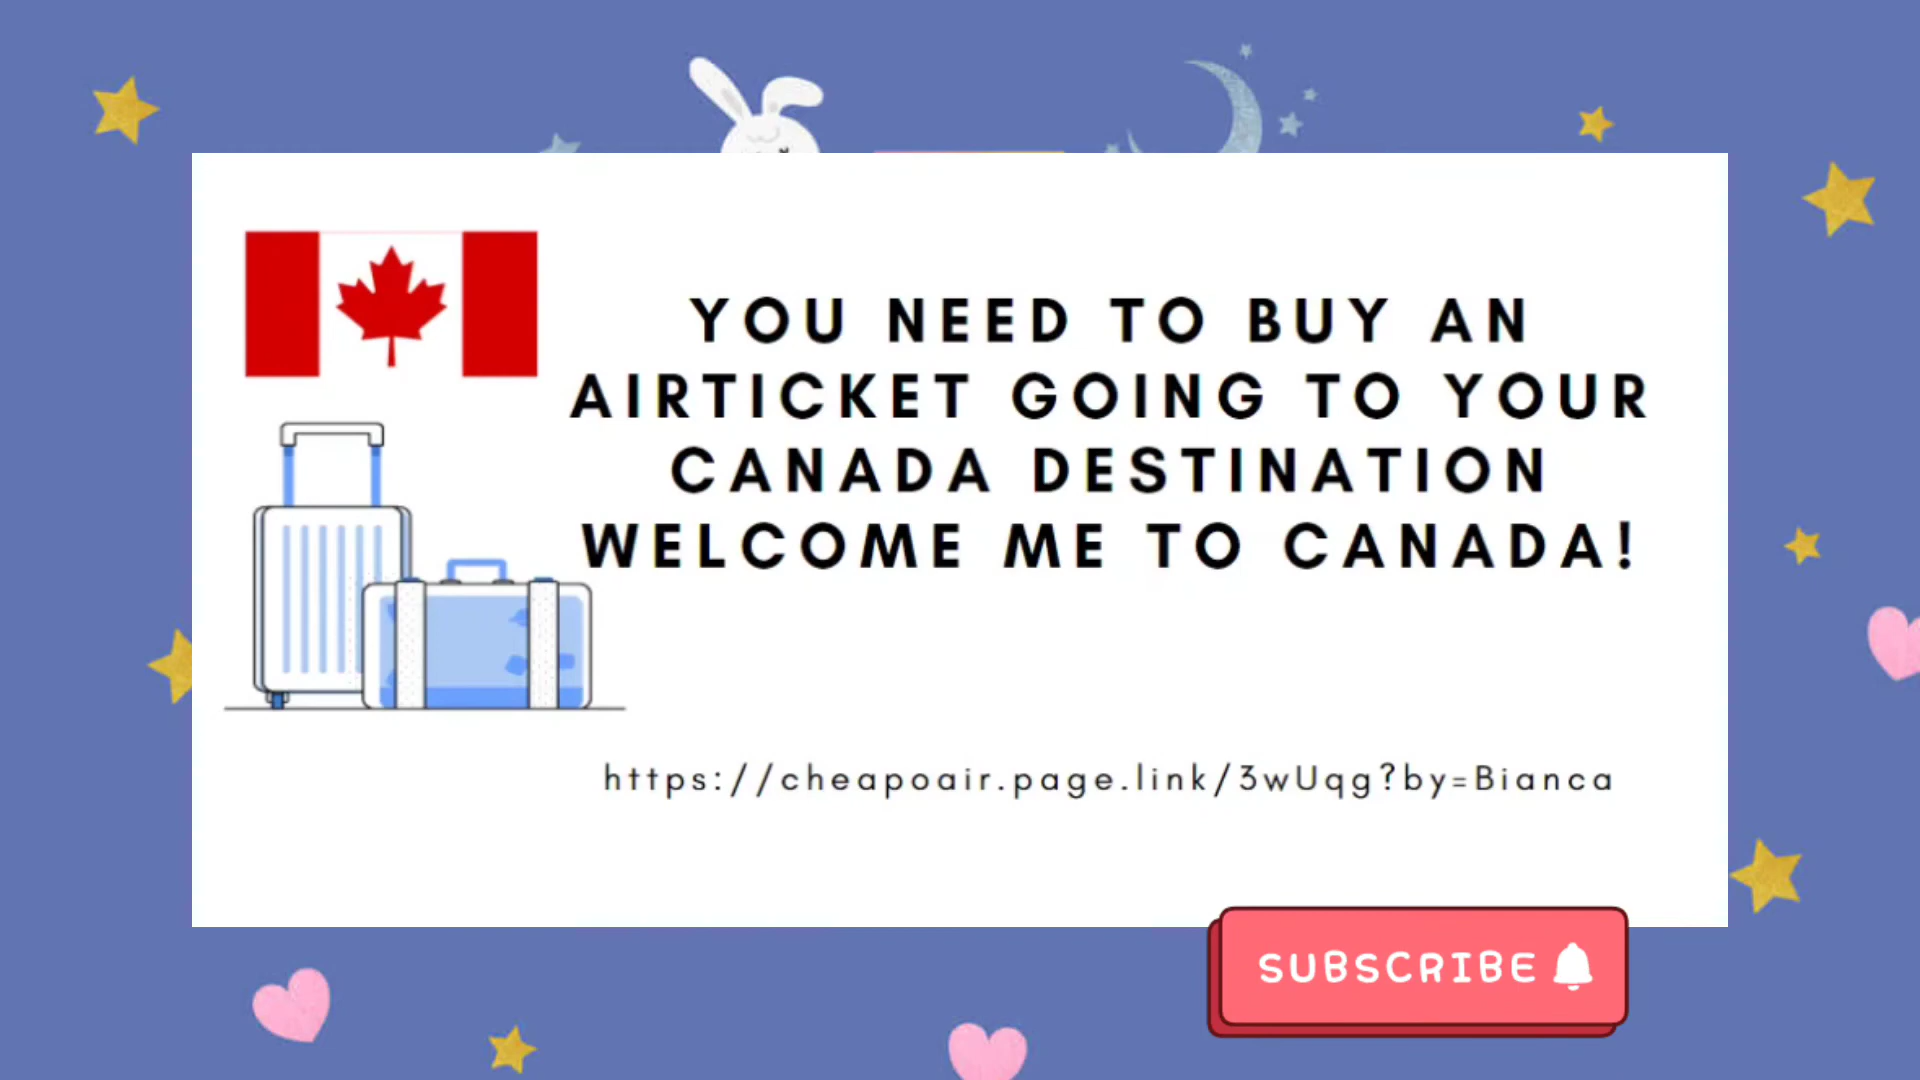 YOU NEED TO BUY AN
AIRTICKET GOING TO YOUR
CANADA DESTINATION
WELCOME ME TO CANADA!
https://cheapoair.page.link/3wUqg?by=Bianca
SUBSCRIBE